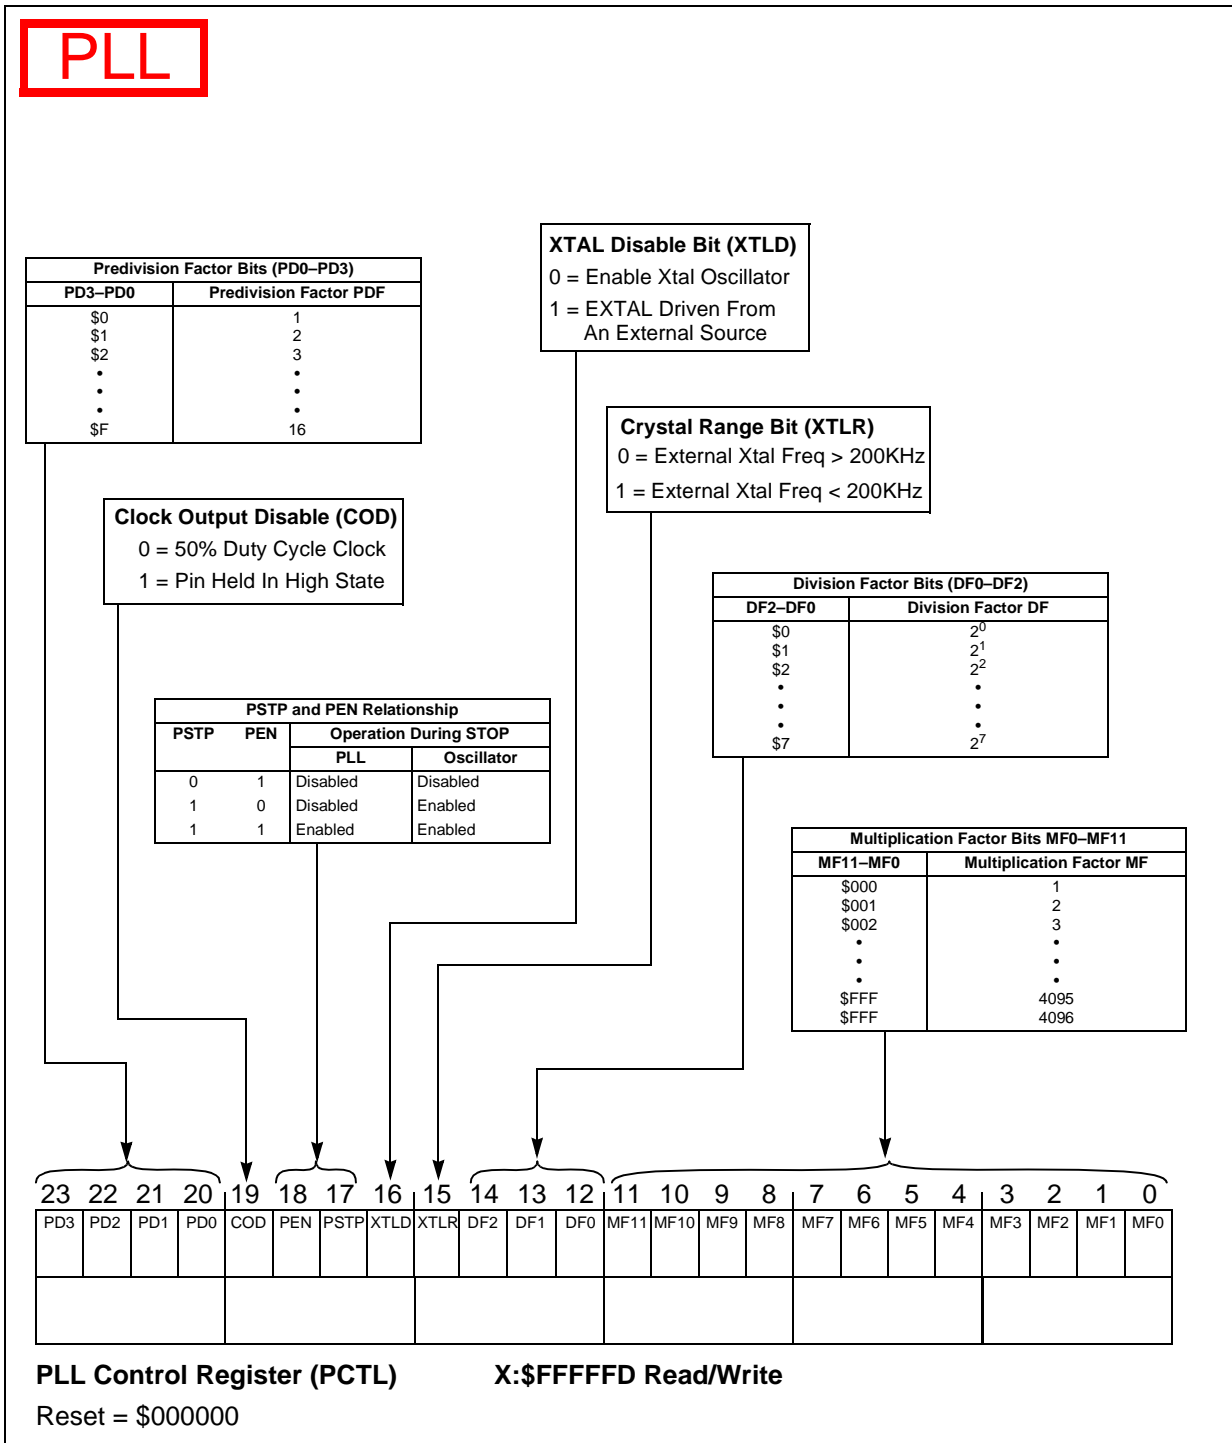 PLL
XTAL Disable Bit (XTLD)
0 = Enable Xtal Oscillator
1 = EXTAL Driven From
An External Source
Predivision Factor Bits (PD0–PD3)
PD3–PD0 Predivision Factor PDF
$0 1
$1 2
$2 3
• •
• •
• •
$F 16
Crystal Range Bit (XTLR)
0 = External Xtal Freq > 200KHz
1 = External Xtal Freq < 200KHz
Clock Output Disable (COD)
0 = 50% Duty Cycle Clock
1 = Pin Held In High State
Division Factor Bits (DF0–DF2)
DF2–DF0 Division Factor DF
$0 2^0
$1 2^1
$2 2^2
• •
• •
• •
$7 2^7
PSTP and PEN Relationship
PSTP PEN Operation During STOP
PLL Oscillator
0 1 Disabled Disabled
1 0 Disabled Enabled
1 1 Enabled Enabled
Multiplication Factor Bits MF0–MF11
MF11–MF0 Multiplication Factor MF
$000 1
$001 2
$002 3
• •
• •
• •
$FFF 4095
$FFF 4096
23 22 21 20 19 18 17 16 15 14 13 12 11 10 9 8 7 6 5 4 3 2 1 0
PD3 PD2 PD1 PD0 COD PEN PSTP XTLD XTLR DF2 DF1 DF0 MF11 MF10 MF9 MF8 MF7 MF6 MF5 MF4 MF3 MF2 MF1 MF0
PLL Control Register (PCTL) X:$FFFFFD Read/Write
Reset = $000000